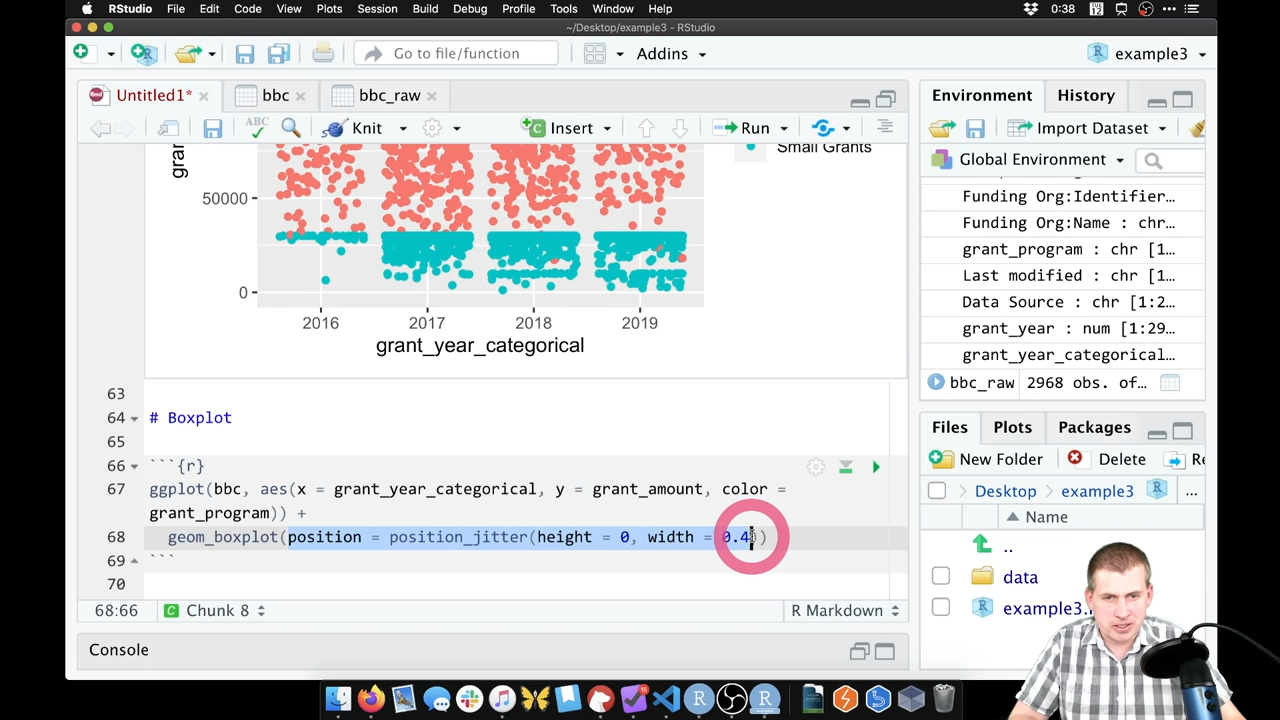 RStudio File Edit Code View Plots Session Build Debug Profile Tools Window Help 0:38
~/Desktop/example3 - RStudio
Go to file/function Addins example3
Untitled1* bbc bbc_raw
ABC Knit Insert Run
Small Grants
50000
0
2016 2017 2018 2019
grant_year_categorical
63
64 # Boxplot
65
66 ```{r}
67 ggplot(bbc, aes(x = grant_year_categorical, y = grant_amount, color =
grant_program)) +
68 geom_boxplot(position = position_jitter(height = 0, width = 0.4))
69 ```
70
68:66 Chunk 8 R Markdown
Console
Environment History
Import Dataset
Global Environment
Funding Org:Identifier…
Funding Org:Name : chr…
grant_program : chr [1…
Last modified : chr [1…
Data Source : chr [1:2…
grant_year : num [1:29…
grant_year_categorical…
bbc_raw 2968 obs. of…
Files Plots Packages
New Folder Delete
Desktop example3 ...
Name
..
data